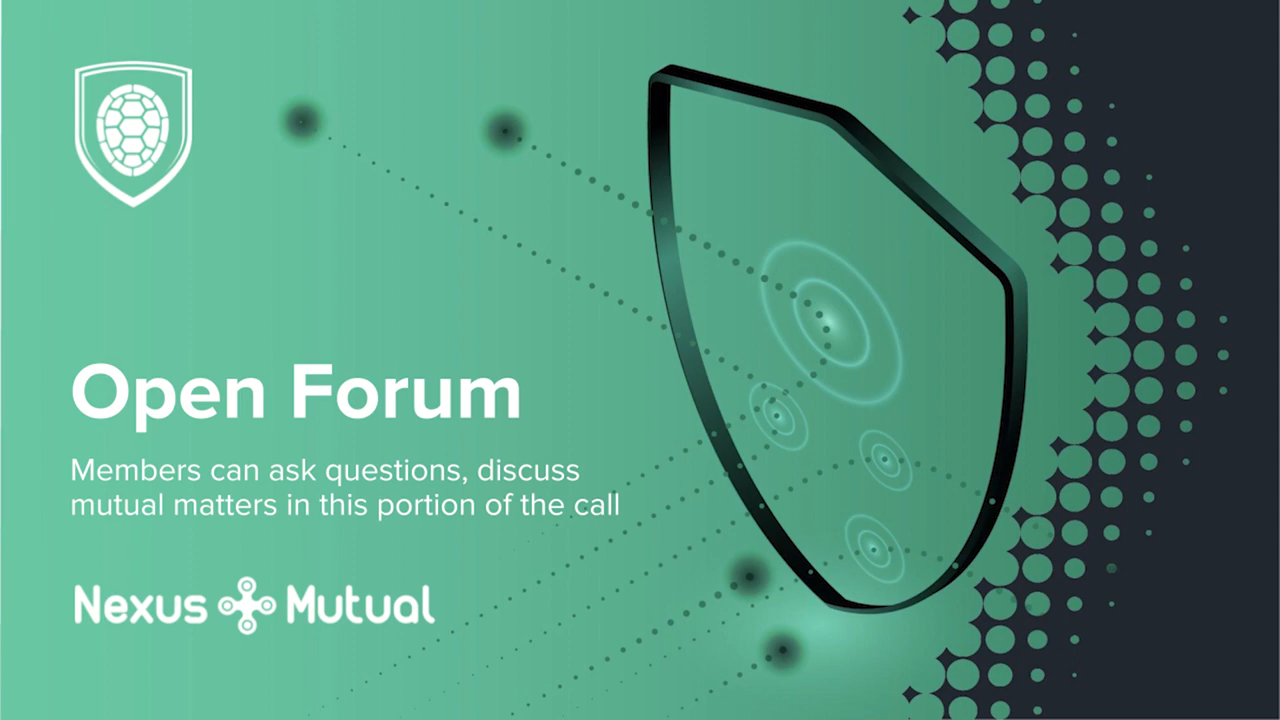 Open Forum
Members can ask questions, discuss
mutual matters in this portion of the call
Nexus Mutual